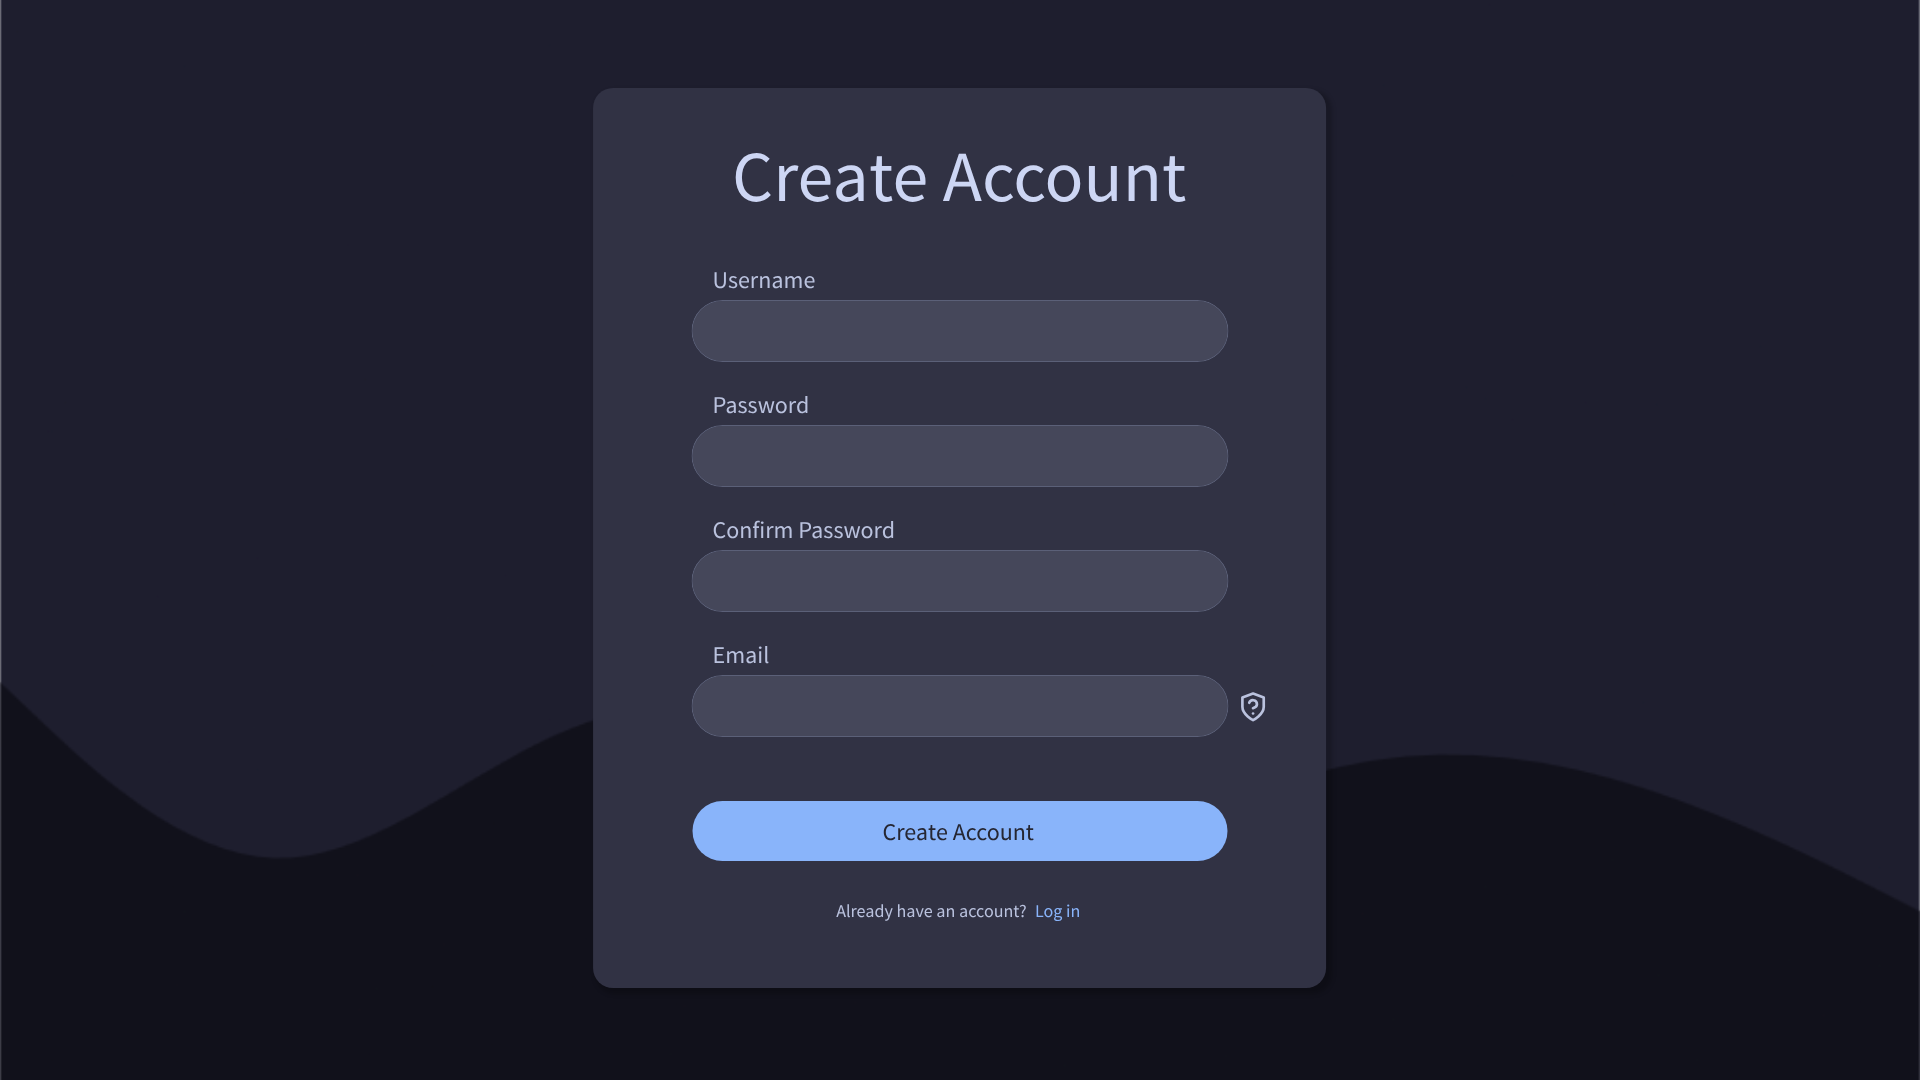 Create Account
Username
Password
Confirm Password
Email
?
Create Account
Already have an account? Log in